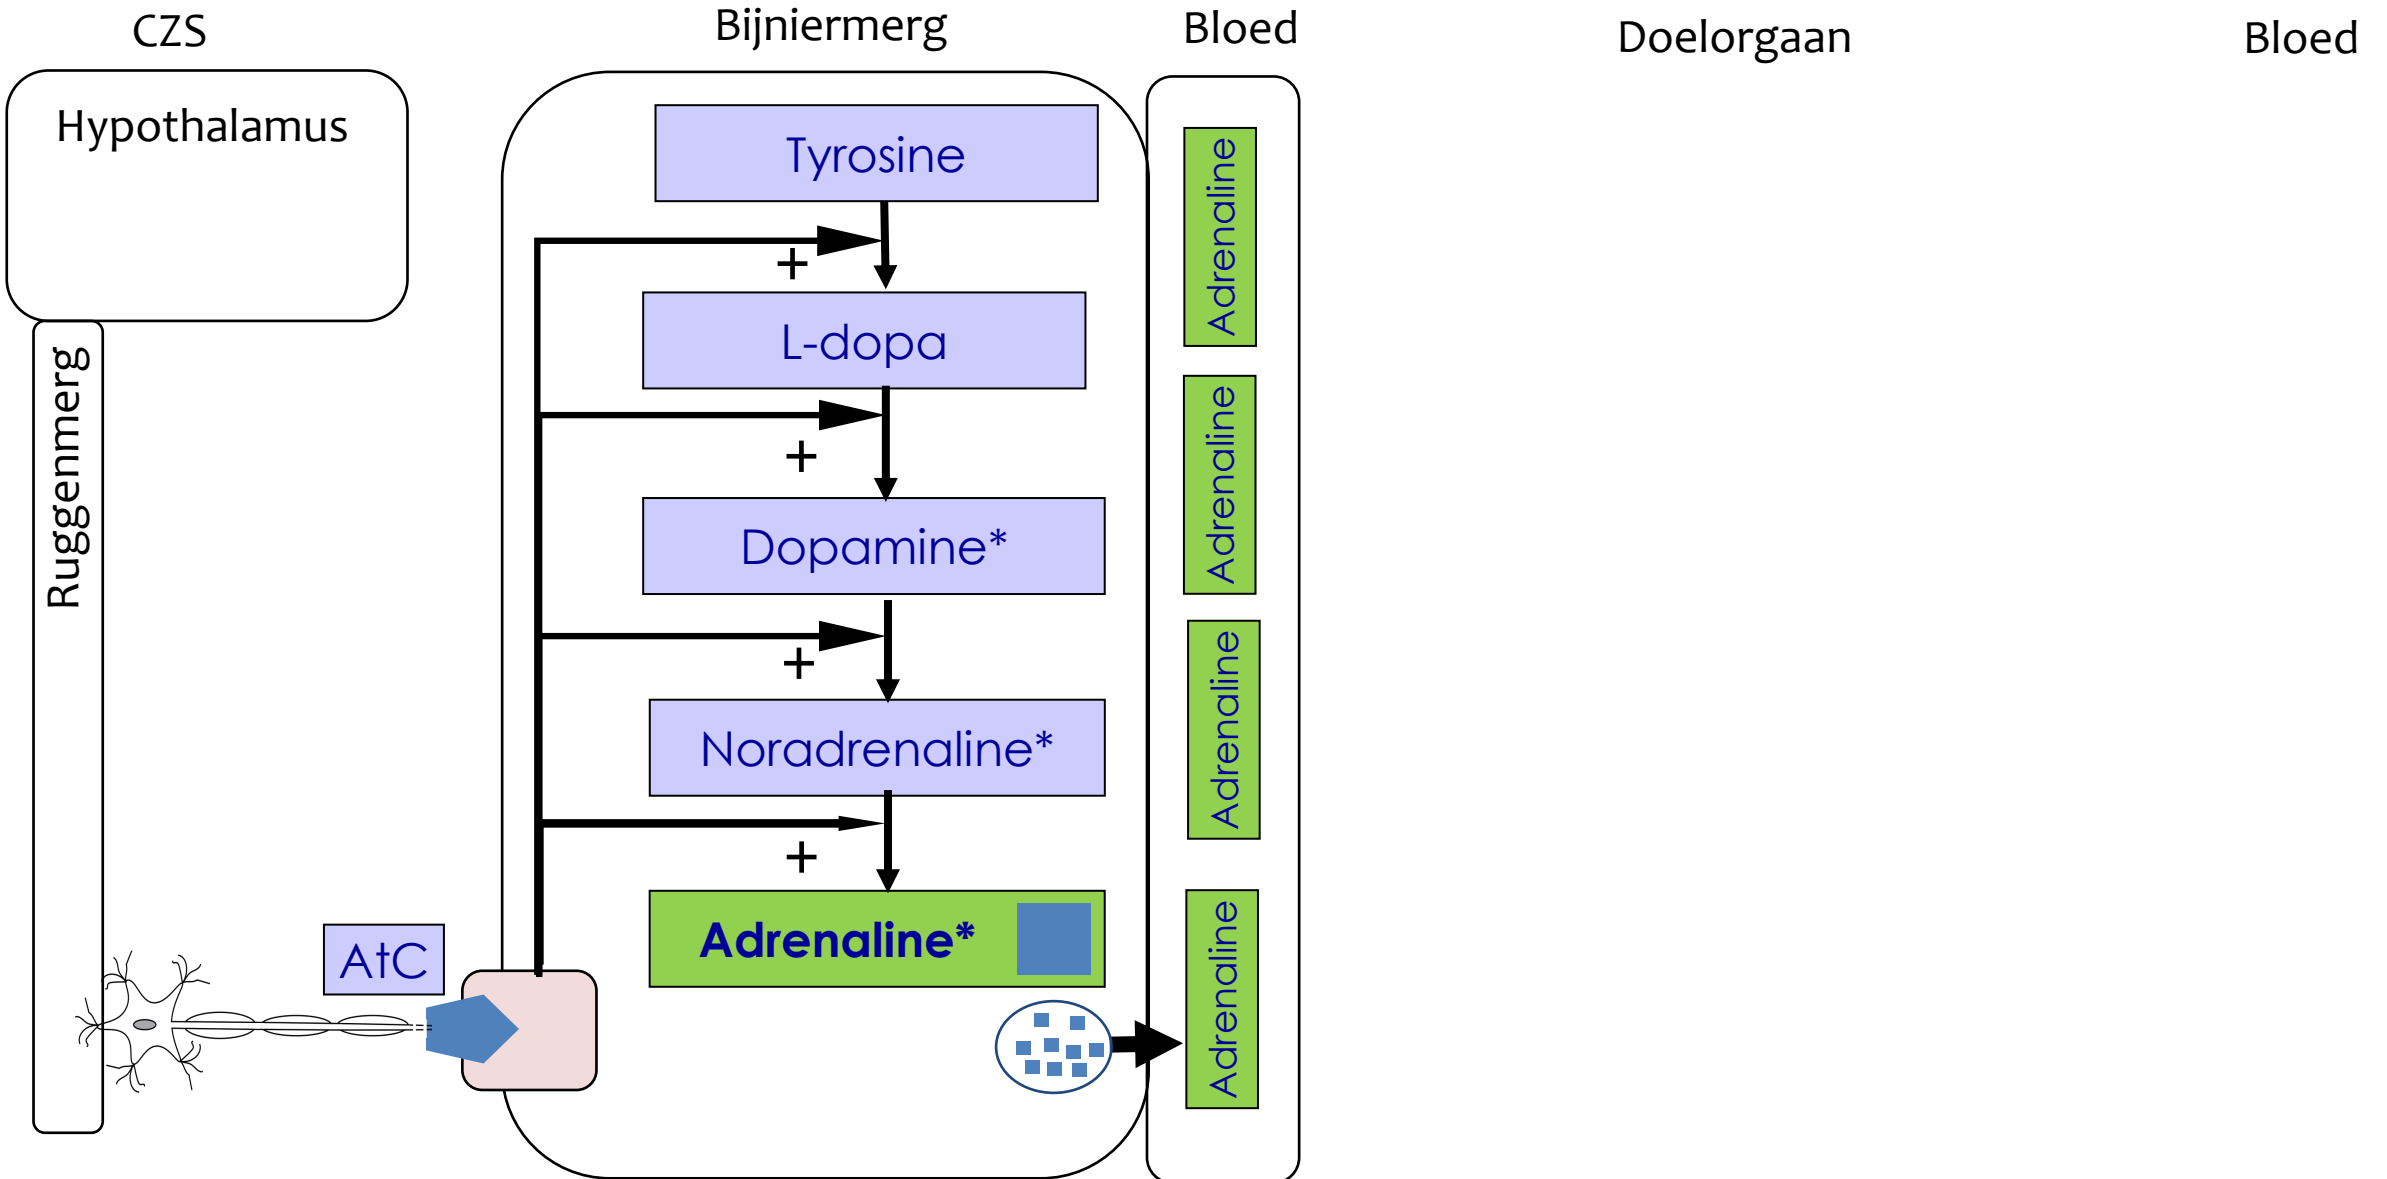 CZS
Bijniermerg
Bloed
Doelorgaan
Bloed
Hypothalamus
Ruggenmerg
AtC
Tyrosine
+
L-dopa
+
Dopamine*
+
Noradrenaline*
+
Adrenaline*
Adrenaline
Adrenaline
Adrenaline
Adrenaline